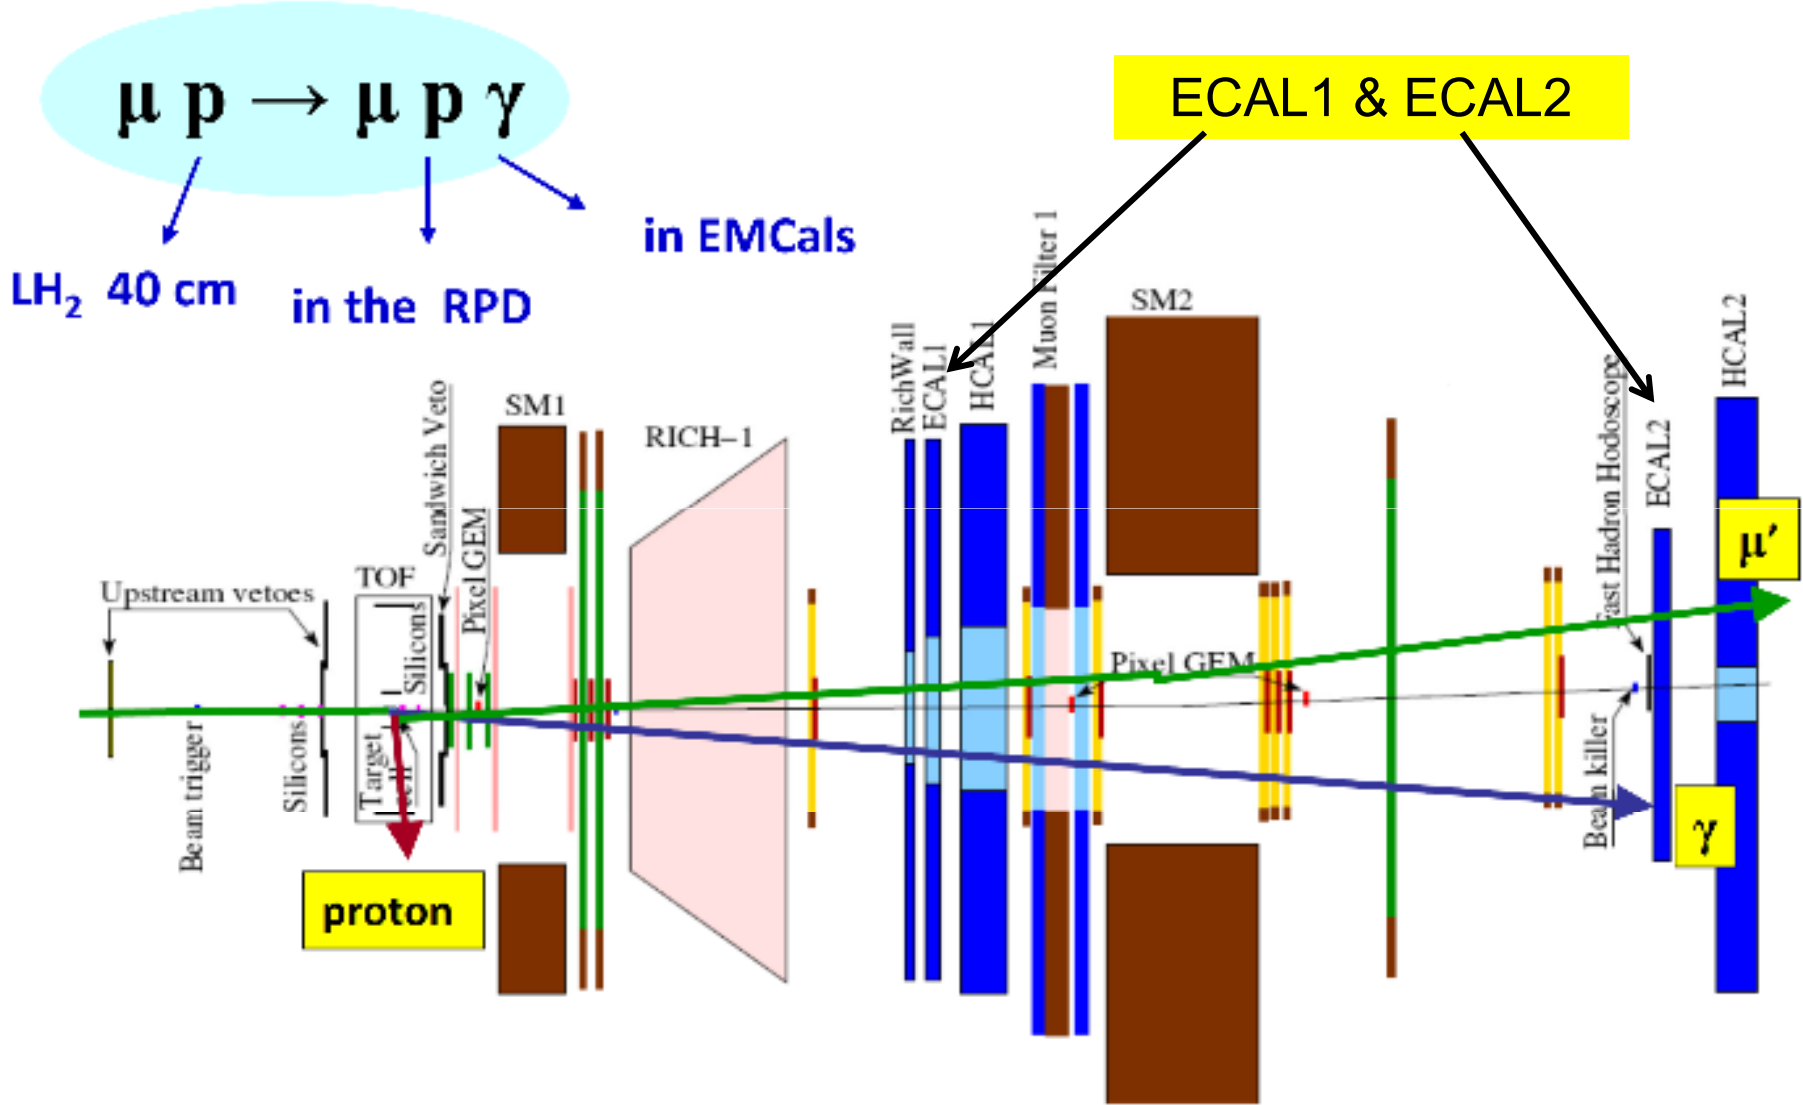 μ p → μ p γ
ECAL1 & ECAL2
in EMCals
LH₂ 40 cm
in the RPD
Muon Filter 1
SM2
HCAL2
RichWall
ECAL1
HCAL1
Fast Hadron Hodoscope
ECAL2
Sandwich Veto
SM1
RICH–1
Pixel GEM
μ′
TOF
Upstream vetoes
Silicons
Pixel GEM
Beam trigger
Silicons
Target
cell
Beam killer
γ
proton